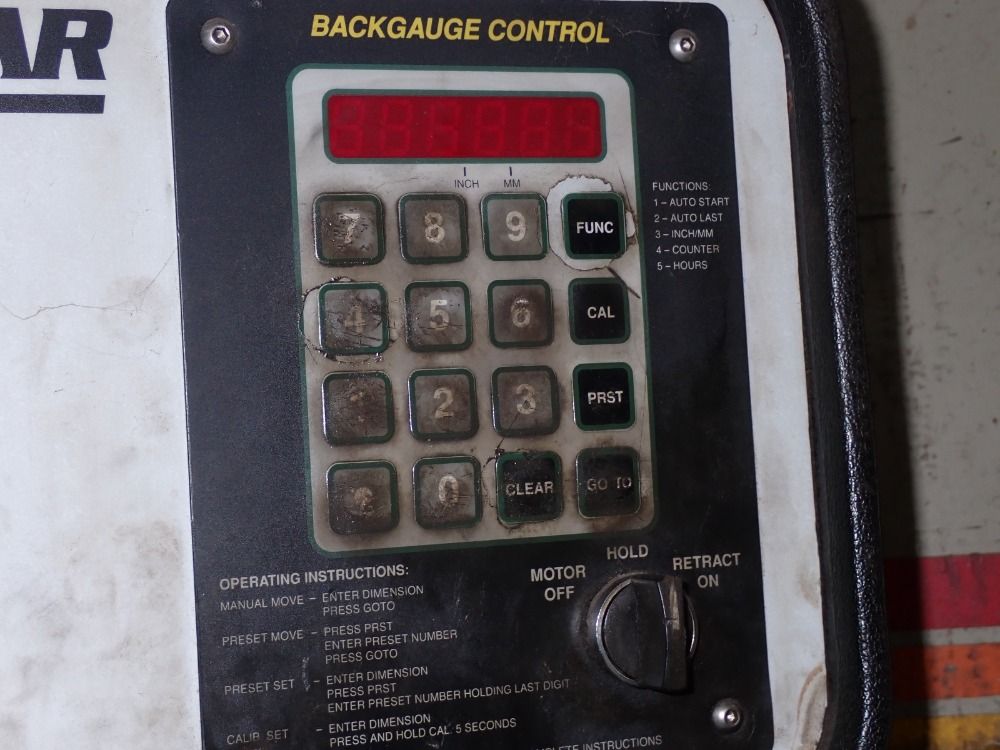 AR
BACKGAUGE CONTROL
INCH MM
7 8 9 FUNC
4 5 6 CAL
2 3 PRST
0 CLEAR GO TO
FUNCTIONS:
1 – AUTO START
2 – AUTO LAST
3 – INCH/MM
4 – COUNTER
5 – HOURS
HOLD
MOTOR OFF
RETRACT ON
OPERATING INSTRUCTIONS:
MANUAL MOVE – ENTER DIMENSION
PRESS GOTO
PRESET MOVE – PRESS PRST
ENTER PRESET NUMBER
PRESS GOTO
PRESET SET – ENTER DIMENSION
PRESS PRST
ENTER PRESET NUMBER HOLDING LAST DIGIT
CALIB. SET – ENTER DIMENSION
PRESS AND HOLD CAL. 5 SECONDS
INSTRUCTIONS